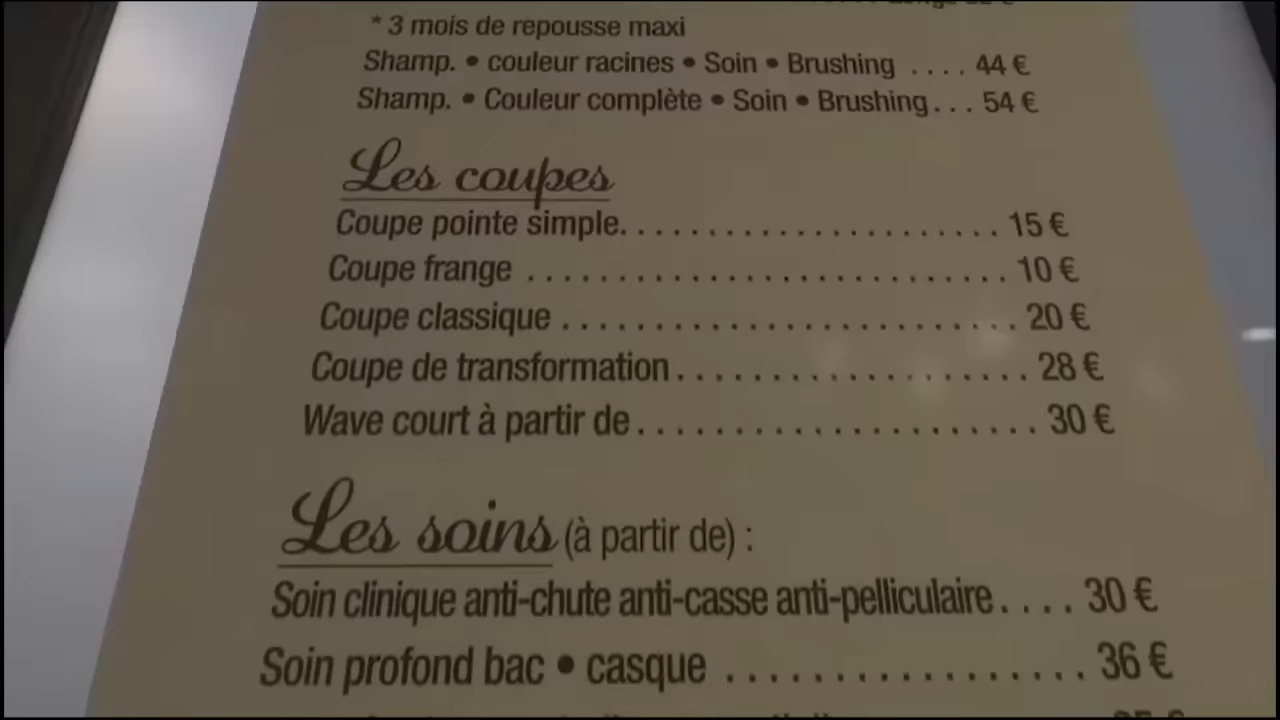 * 3 mois de repousse maxi
Shamp. • couleur racines • Soin • Brushing .... 44 €
Shamp. • Couleur complète • Soin • Brushing... 54 €
Les coupes
Coupe pointe simple....................... 15 €
Coupe frange ............................ 10 €
Coupe classique ......................... 20 €
Coupe de transformation................... 28 €
Wave court à partir de..................... 30 €
Les soins (à partir de) :
Soin clinique anti-chute anti-casse anti-pelliculaire.... 30 €
Soin profond bac • casque ................. 36 €